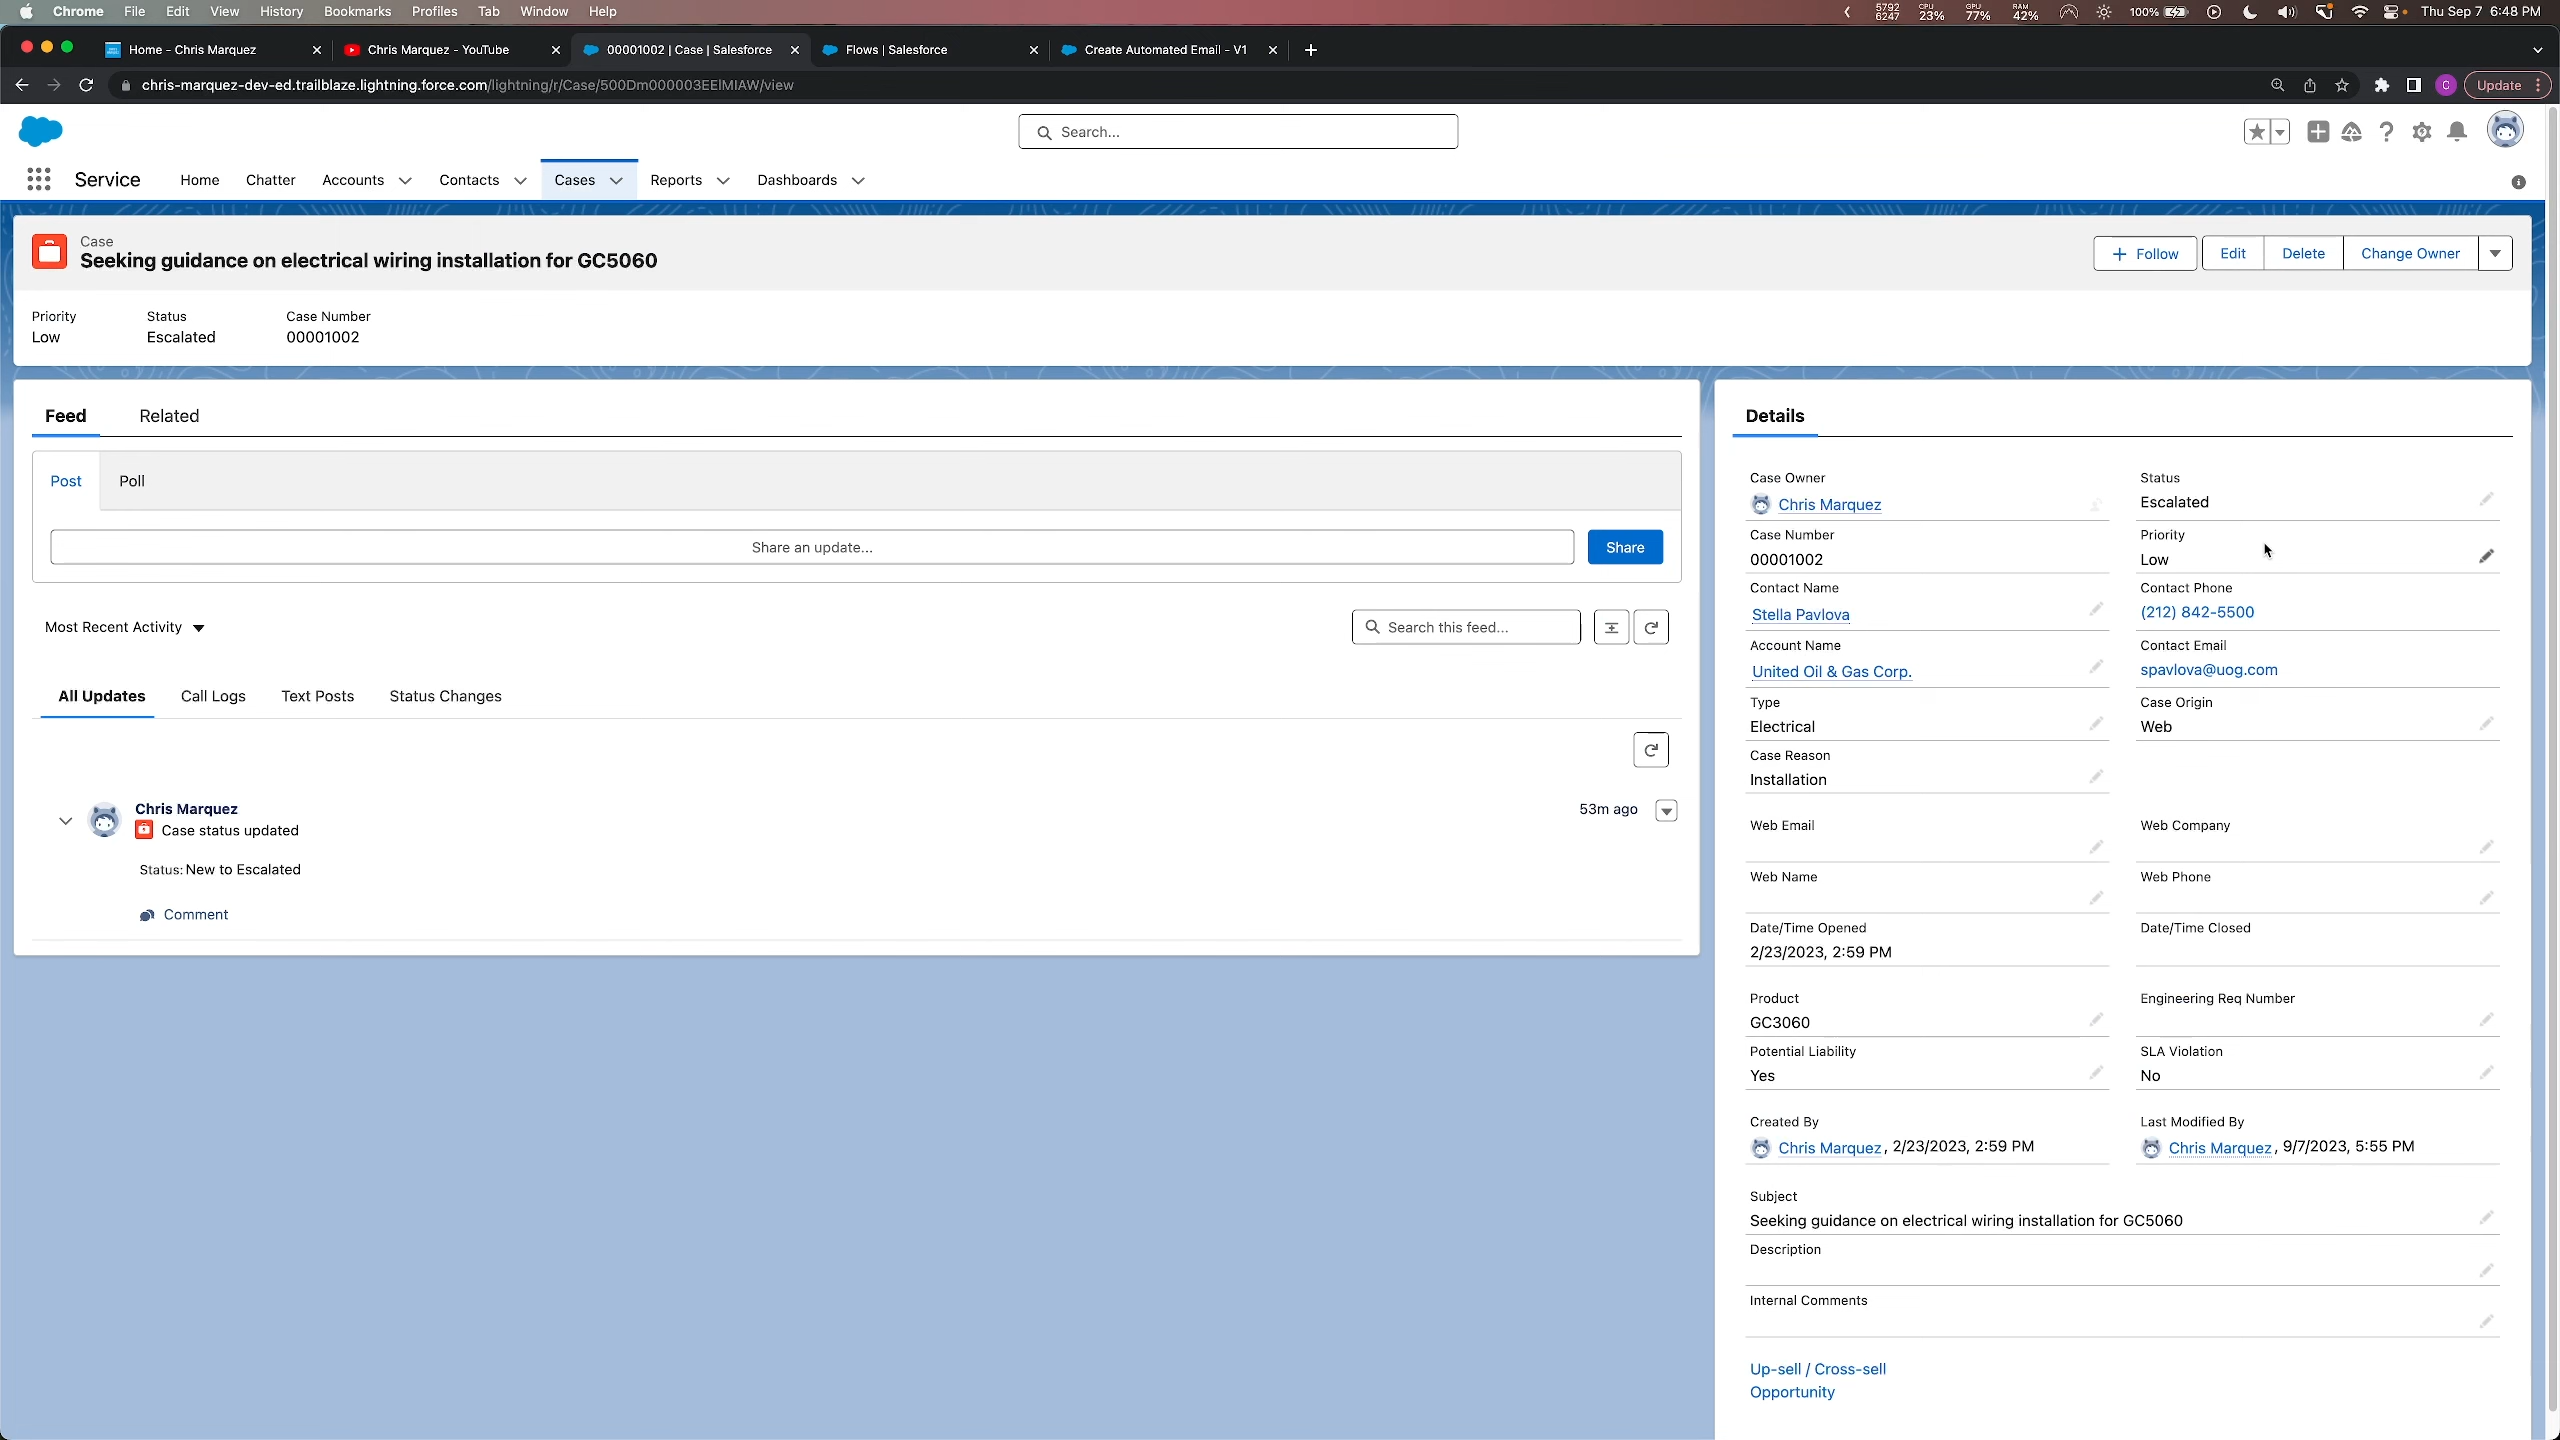 Chrome File Edit View History Bookmarks Profiles Tab Window Help
5792 6247 CPU 23% GPU 77% RAM 42% 100% Thu Sep 7 6:48 PM
Home - Chris Marquez
Chris Marquez - YouTube
00001002 | Case | Salesforce
Flows | Salesforce
Create Automated Email - V1
chris-marquez-dev-ed.trailblaze.lightning.force.com/lightning/r/Case/500Dm000003EElMIAW/view
C
Update
Search...
Service Home Chatter Accounts Contacts Cases Reports Dashboards
Case
Seeking guidance on electrical wiring installation for GC5060
Follow Edit Delete Change Owner
Priority Status Case Number
Low Escalated 00001002
Feed Related
Post Poll
Share an update... Share
Most Recent Activity
Search this feed...
All Updates Call Logs Text Posts Status Changes
Chris Marquez
Case status updated
53m ago
Status: New to Escalated
Comment
Details
Case Owner
Chris Marquez
Status
Escalated
Case Number
00001002
Priority
Low
Contact Name
Stella Pavlova
Contact Phone
(212) 842-5500
Account Name
United Oil & Gas Corp.
Contact Email
spavlova@uog.com
Type
Electrical
Case Origin
Web
Case Reason
Installation
Web Email
Web Company
Web Name
Web Phone
Date/Time Opened
2/23/2023, 2:59 PM
Date/Time Closed
Product
GC3060
Engineering Req Number
Potential Liability
Yes
SLA Violation
No
Created By
Chris Marquez, 2/23/2023, 2:59 PM
Last Modified By
Chris Marquez, 9/7/2023, 5:55 PM
Subject
Seeking guidance on electrical wiring installation for GC5060
Description
Internal Comments
Up-sell / Cross-sell
Opportunity